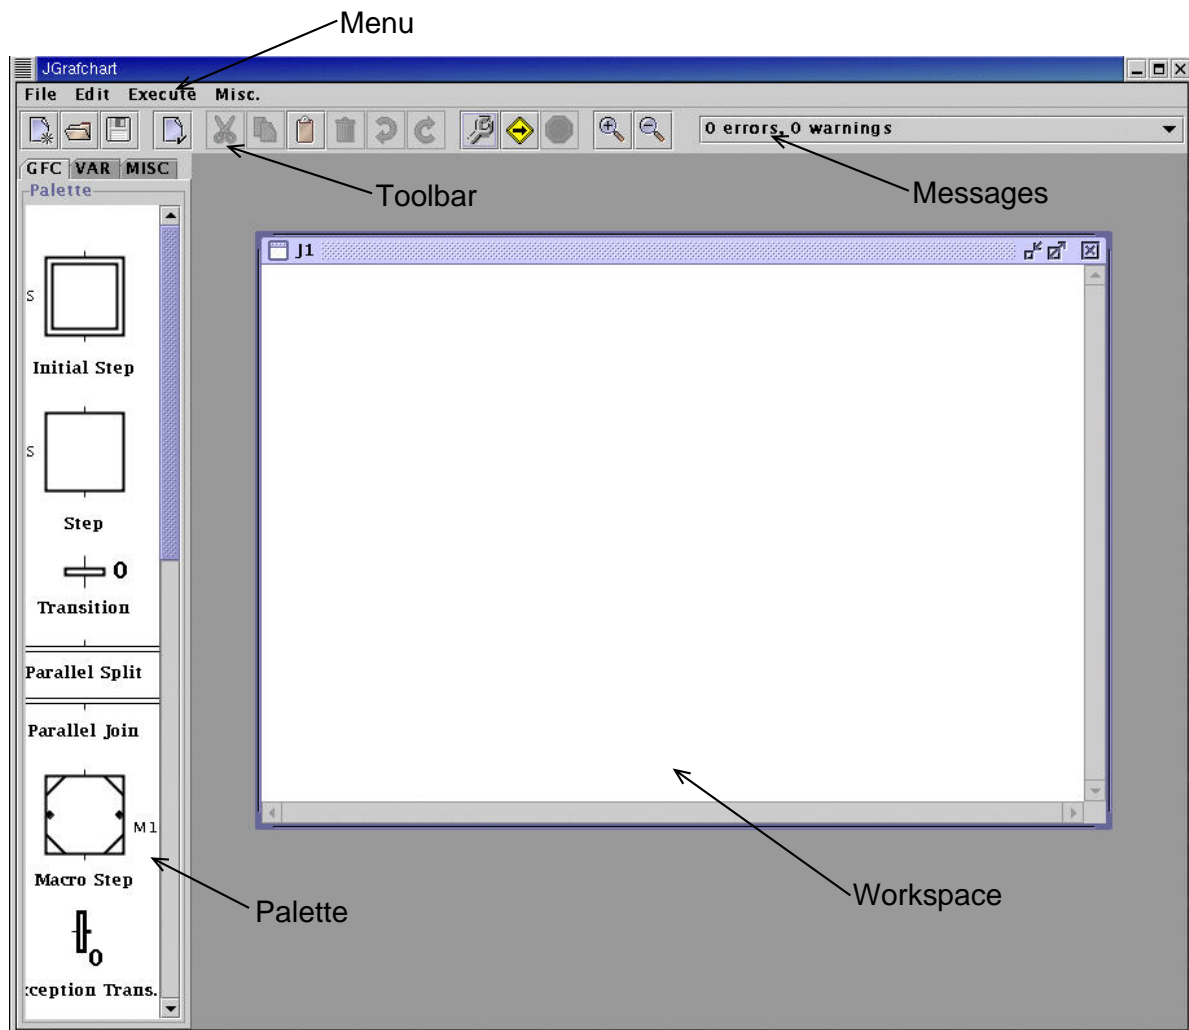 Menu
JGrafchart
File Edit Execute Misc.
0 errors, 0 warnings
GFC VAR MISC
Palette
Toolbar
Messages
J1
S
Initial Step
S
Step
0
Transition
Parallel Split
Parallel Join
M1
Macro Step
Palette
Workspace
0
ception Trans.